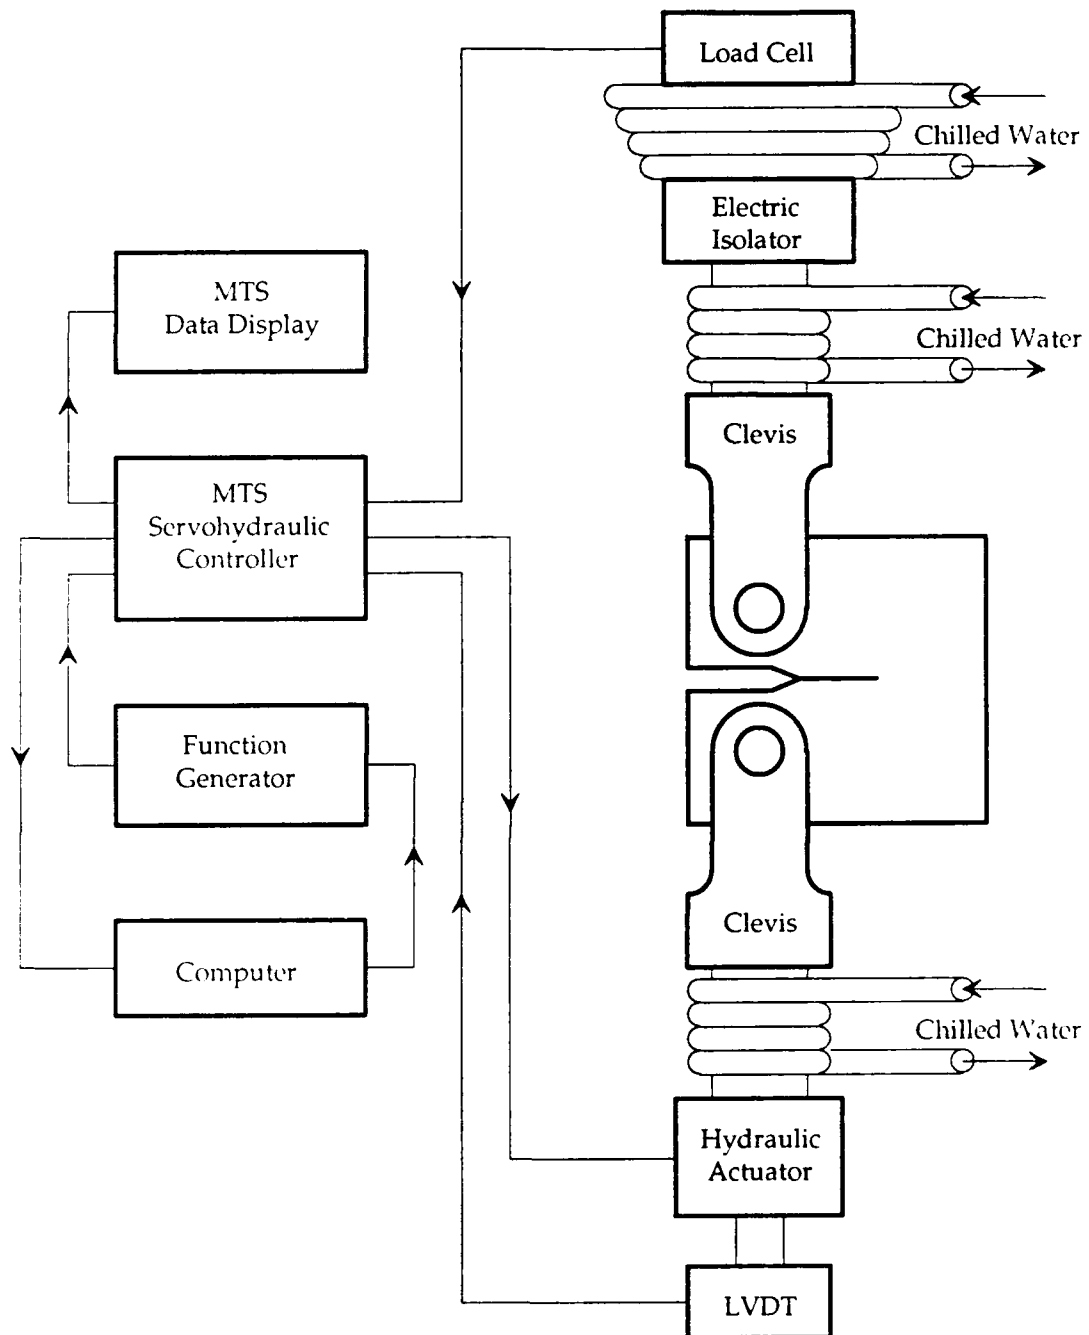 Load Cell
Chilled Water
Electric
Isolator
MTS
Data Display
Chilled Water
Clevis
MTS
Servohydraulic
Controller
Function
Generator
Clevis
Computer
Chilled Water
Hydraulic
Actuator
LVDT